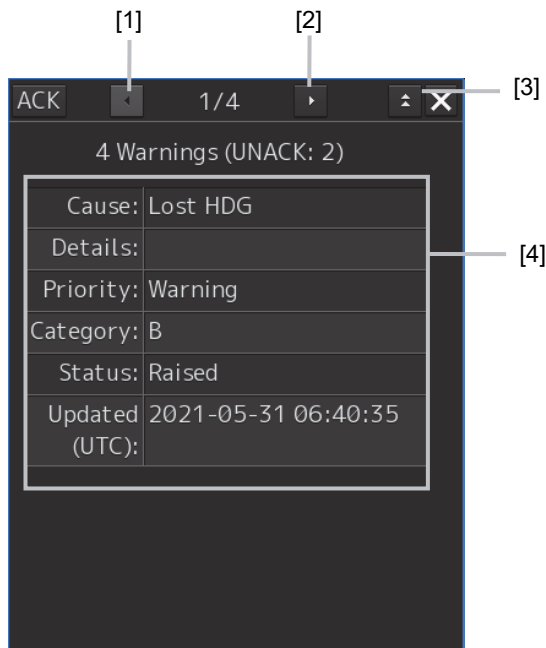 [1] [2]
[3]
ACK 1/4
4 Warnings (UNACK: 2)
[4]
Cause: Lost HDG
Details:
Priority: Warning
Category: B
Status: Raised
Updated 2021-05-31 06:40:35
(UTC):